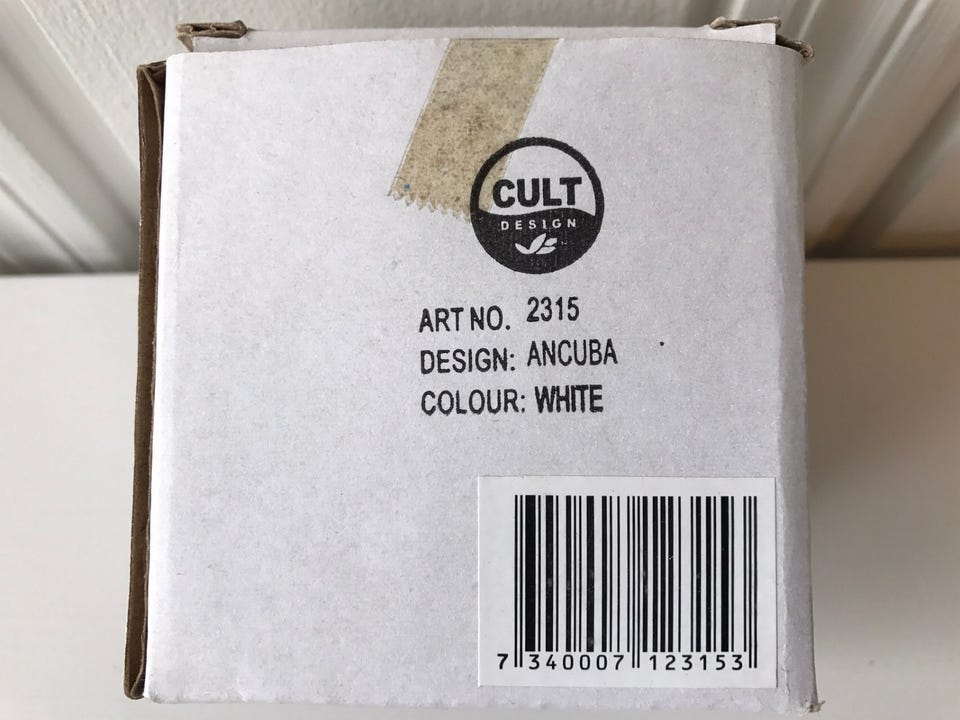 CULT
DESIGN
ART NO. 2315
DESIGN: ANCUBA
COLOUR: WHITE
7 340007 123153